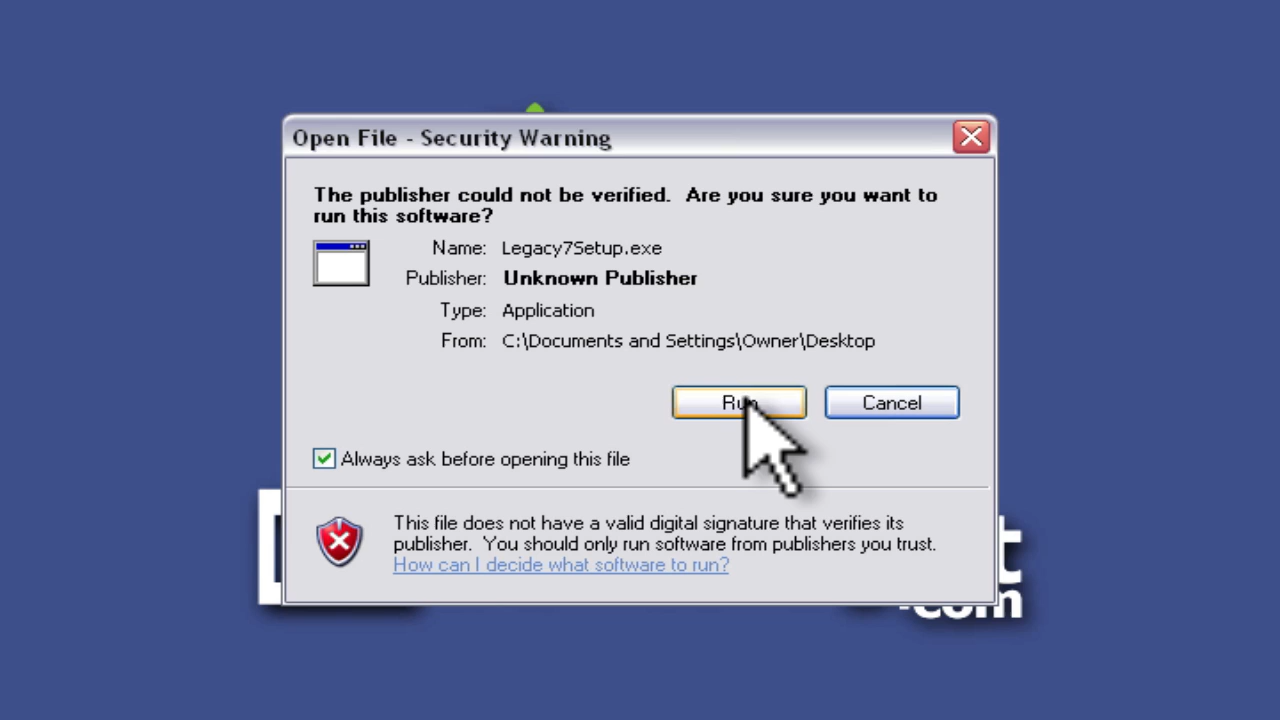 Open File - Security Warning
The publisher could not be verified. Are you sure you want to
run this software?
Name: Legacy7Setup.exe
Publisher: Unknown Publisher
Type: Application
From: C:\Documents and Settings\Owner\Desktop
Run Cancel
Always ask before opening this file
This file does not have a valid digital signature that verifies its
publisher. You should only run software from publishers you trust.
How can I decide what software to run?
.com